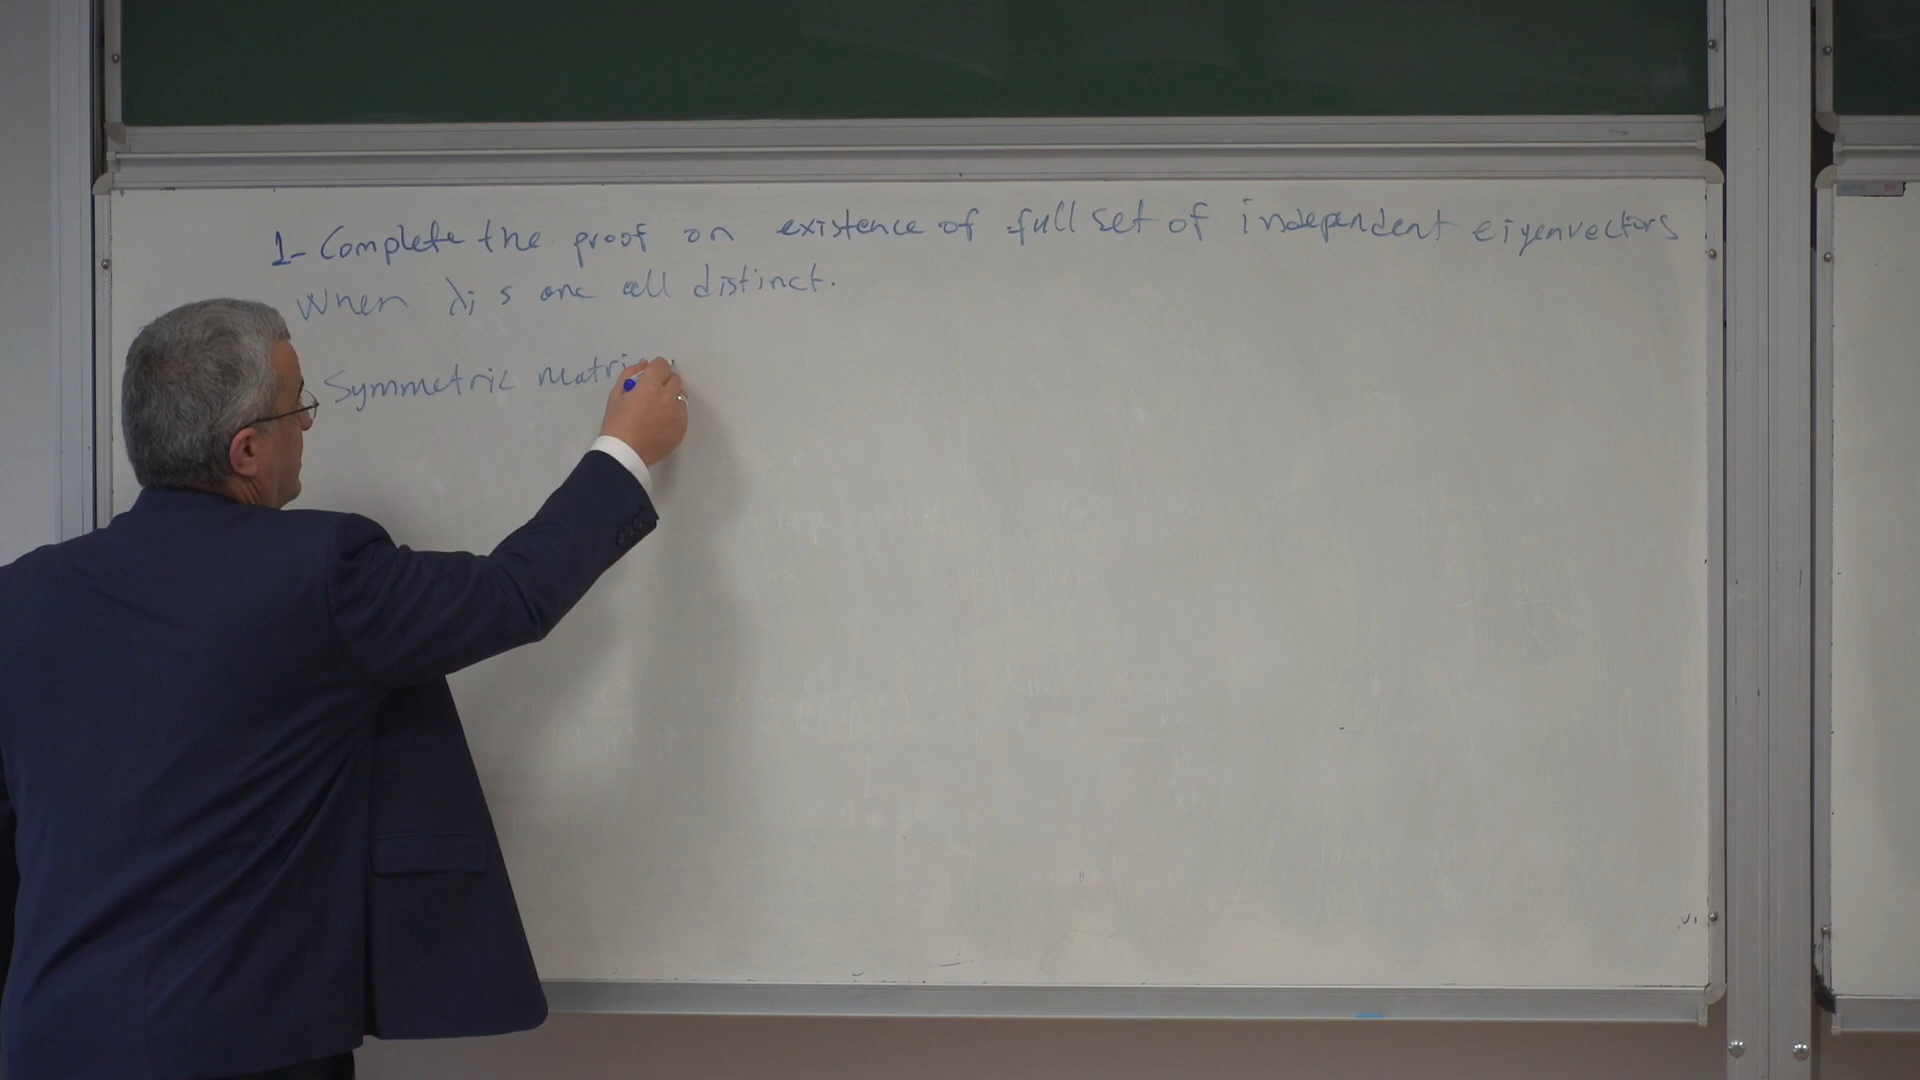 1- Complete the proof on existence of full set of independent eigenvectors
When λi s are all distinct.
Symmetric matri